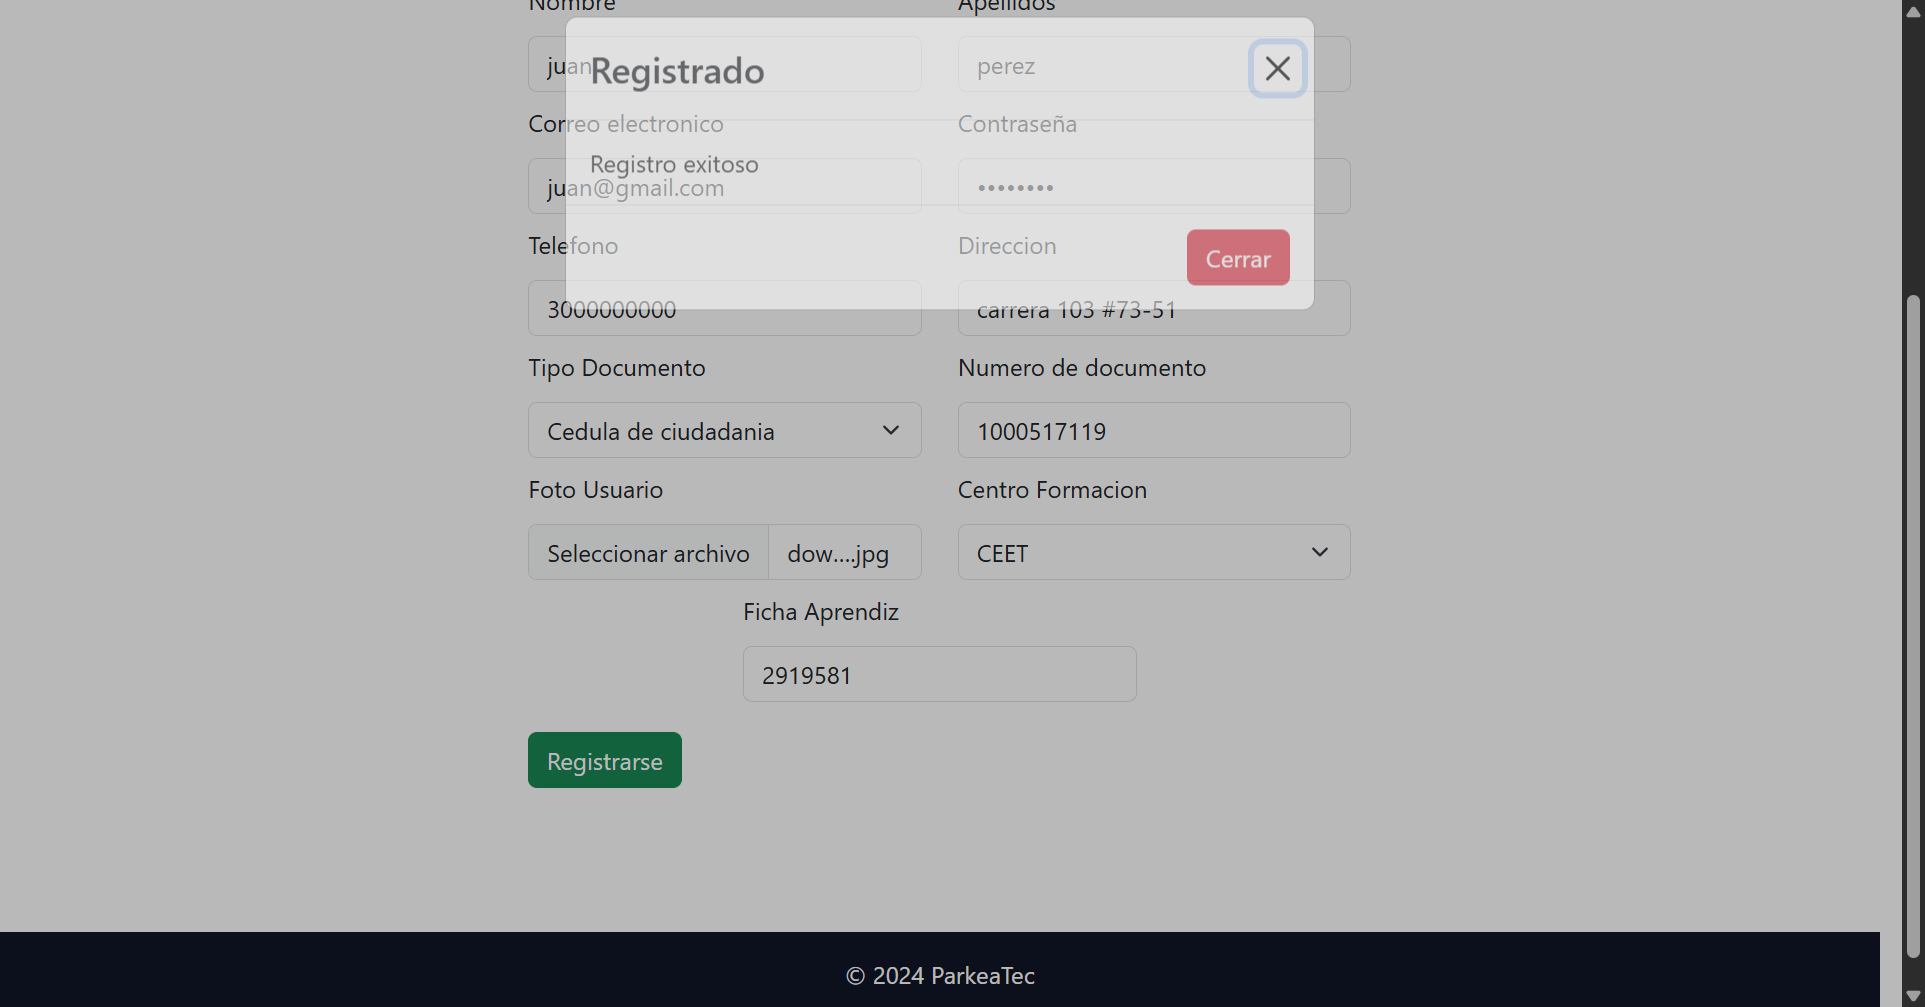 Nombre
Apellidos
juan
perez
Registrado
Correo electronico
Contraseña
Registro exitoso
juan@gmail.com
••••••••
Telefono
Direccion
Cerrar
3000000000
carrera 103 #73-51
Tipo Documento
Numero de documento
Cedula de ciudadania
1000517119
Foto Usuario
Centro Formacion
Seleccionar archivo
dow....jpg
CEET
Ficha Aprendiz
2919581
Registrarse
© 2024 ParkeaTec